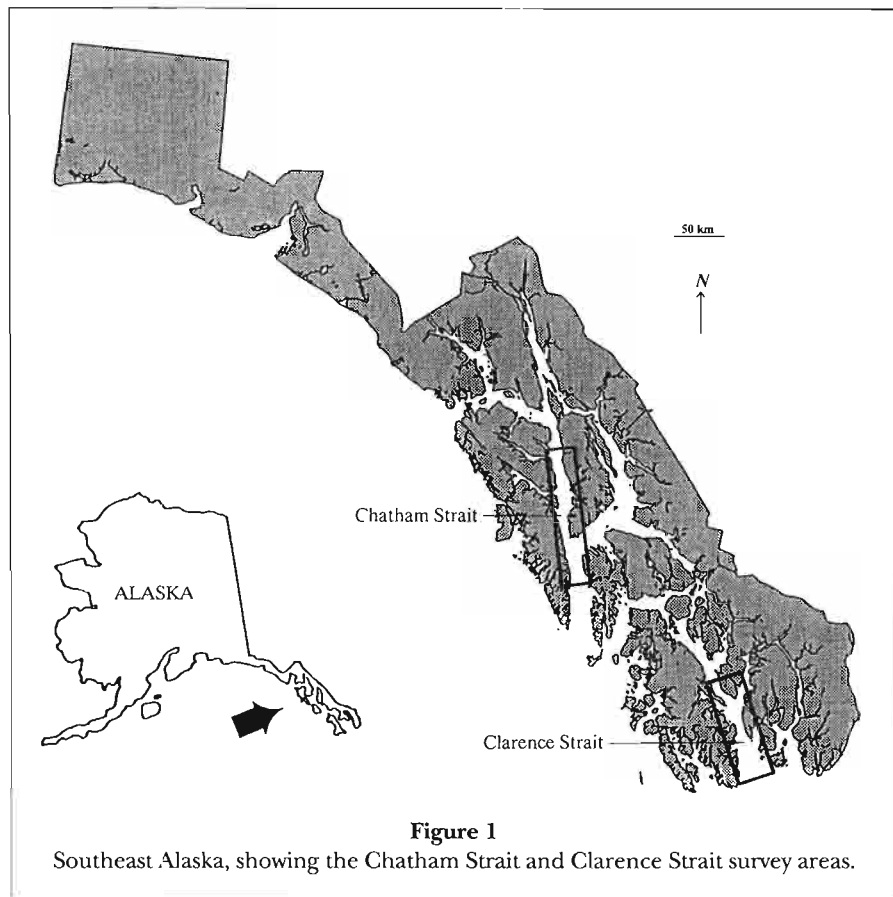 50 km
N
Chatham Strait
ALASKA
Clarence Strait
Figure 1
Southeast Alaska, showing the Chatham Strait and Clarence Strait survey areas.